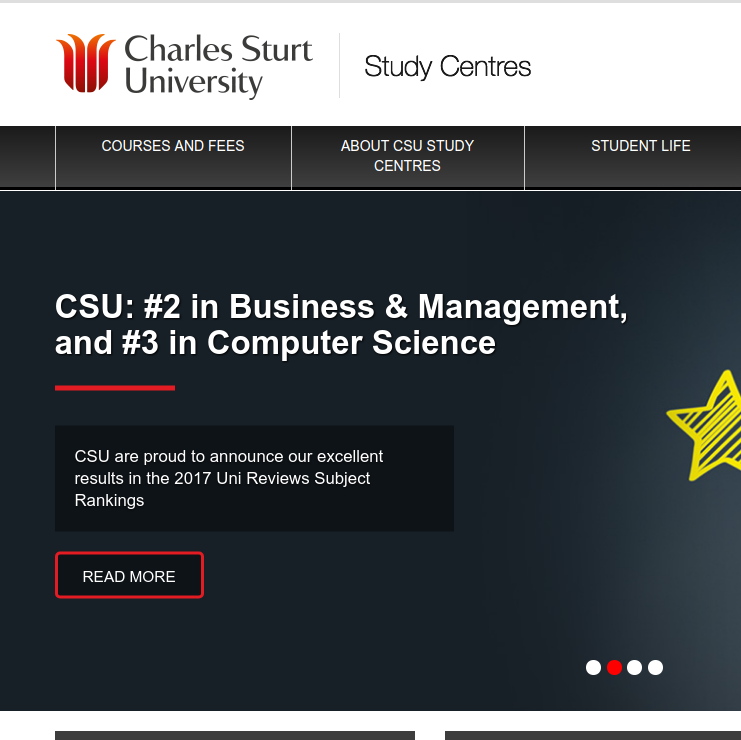 Charles Sturt
University
Study Centres
COURSES AND FEES
ABOUT CSU STUDY
CENTRES
STUDENT LIFE
CSU: #2 in Business & Management,
and #3 in Computer Science
CSU are proud to announce our excellent
results in the 2017 Uni Reviews Subject
Rankings
READ MORE